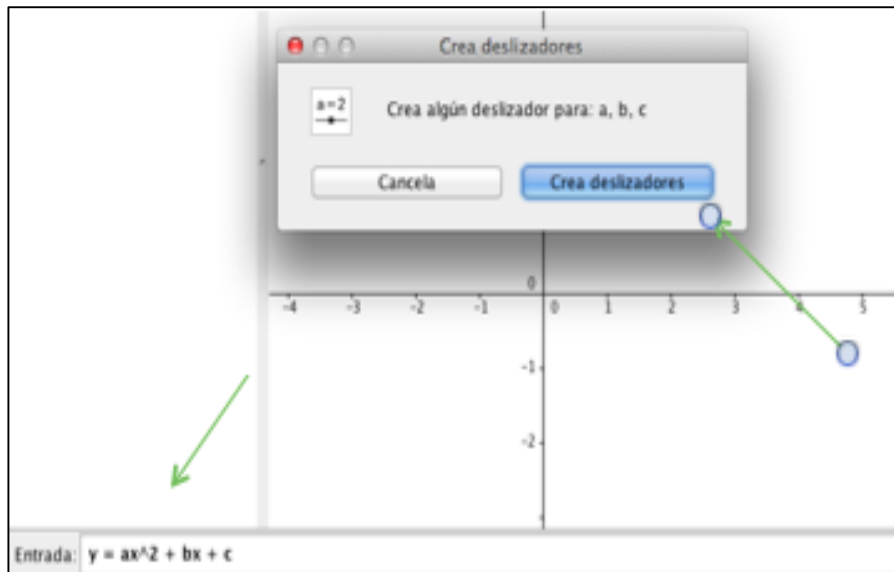 Crea deslizadores
a=2
Crea algún deslizador para: a, b, c
Cancela
Crea deslizadores
0
-4 -3 -2 -1 0 1 2 3 4 5
-1
-2
Entrada: y = ax^2 + bx + c